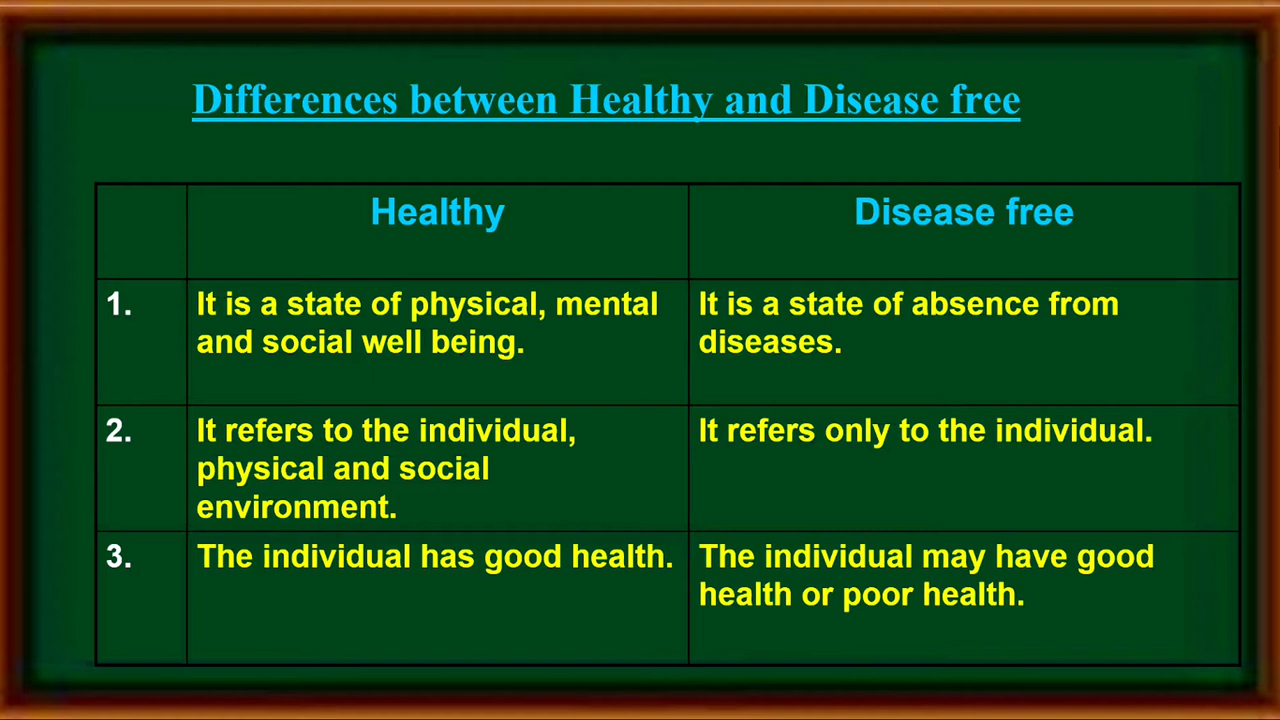 Differences between Healthy and Disease free
Healthy
Disease free
1.
It is a state of physical, mental
and social well being.
It is a state of absence from
diseases.
2.
It refers to the individual,
physical and social
environment.
It refers only to the individual.
3.
The individual has good health.
The individual may have good
health or poor health.